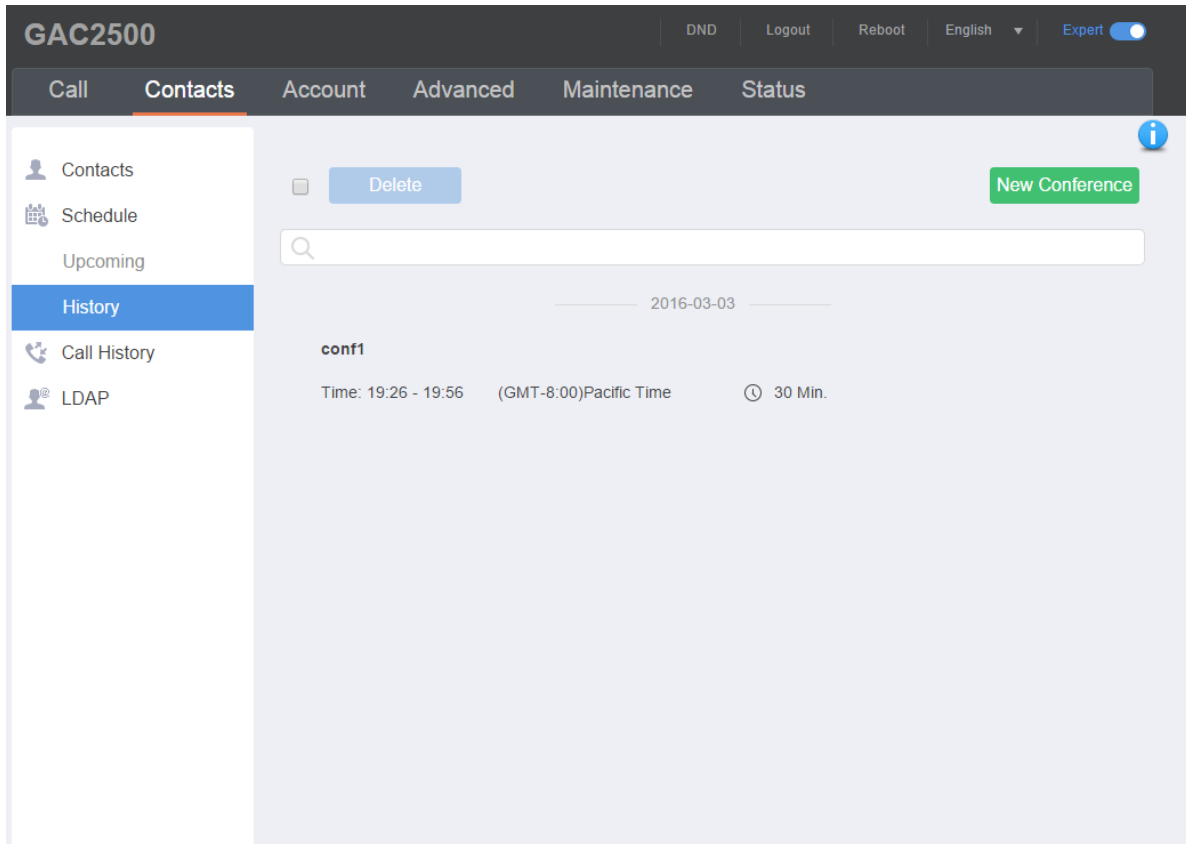 GAC2500
DND Logout Reboot English Expert
Call Contacts Account Advanced Maintenance Status
Contacts
Schedule
Upcoming
History
Call History
LDAP
Delete
New Conference
2016-03-03
conf1
Time: 19:26 - 19:56 (GMT-8:00)Pacific Time 30 Min.